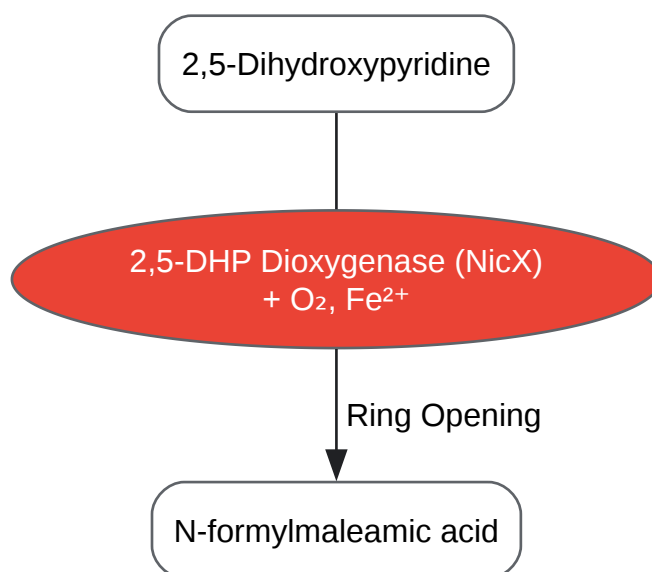 2,5-Dihydroxypyridine
2,5-DHP Dioxygenase (NicX)
+ O₂, Fe²⁺
Ring Opening
N-formylmaleamic acid